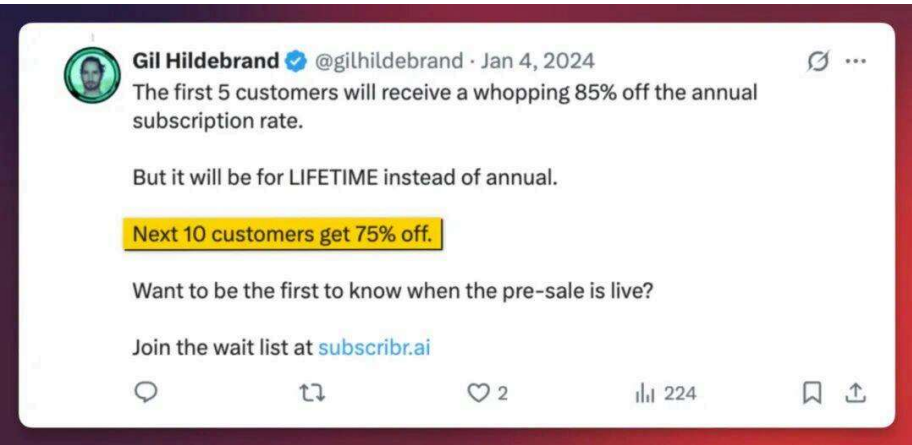 Gil Hildebrand @gilhildebrand · Jan 4, 2024
The first 5 customers will receive a whopping 85% off the annual
subscription rate.
But it will be for LIFETIME instead of annual.
Next 10 customers get 75% off.
Want to be the first to know when the pre-sale is live?
Join the wait list at subscribr.ai
2 224